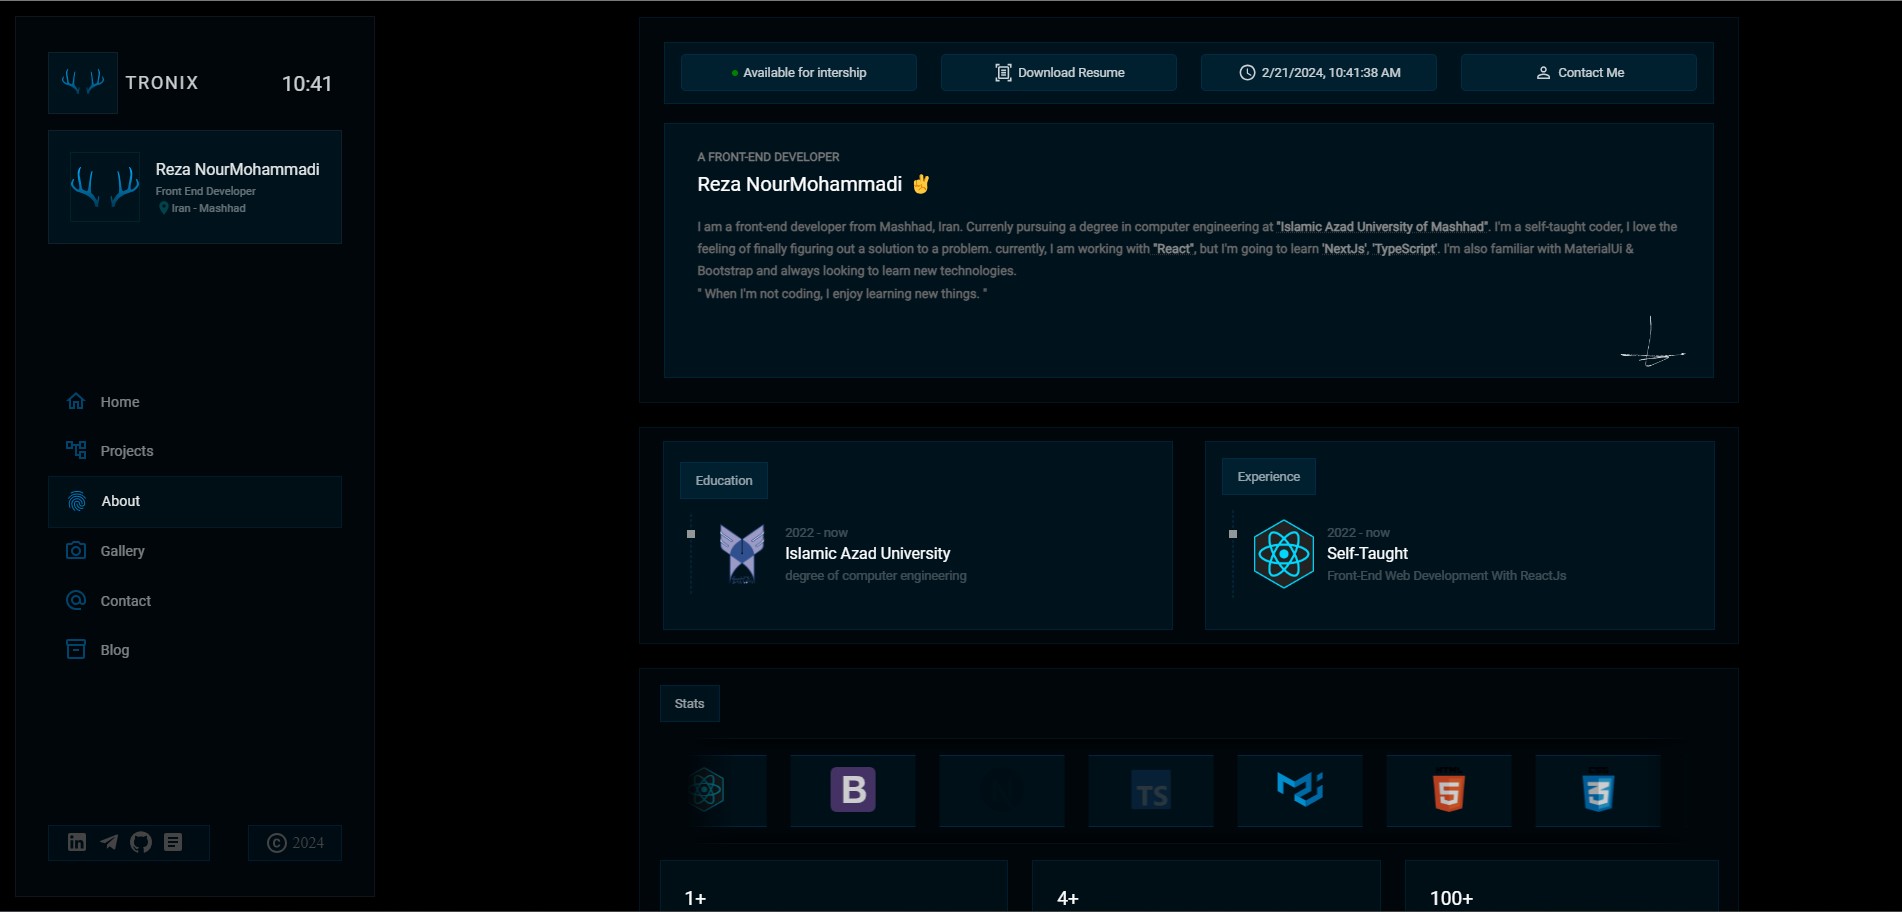 TRONIX
10:41
Reza NourMohammadi
Front End Developer
Iran - Mashhad
Home
Projects
About
Gallery
Contact
Blog
© 2024
Available for intership
Download Resume
2/21/2024, 10:41:38 AM
Contact Me
A FRONT-END DEVELOPER
Reza NourMohammadi ✌
I am a front-end developer from Mashhad, Iran. Currenly pursuing a degree in computer engineering at "Islamic Azad University of Mashhad". I'm a self-taught coder, I love the
feeling of finally figuring out a solution to a problem. currently, I am working with "React", but I'm going to learn 'NextJs', 'TypeScript'. I'm also familiar with MaterialUi &
Bootstrap and always looking to learn new technologies.
" When I'm not coding, I enjoy learning new things. "
Education
2022 - now
Islamic Azad University
degree of computer engineering
Experience
2022 - now
Self-Taught
Front-End Web Development With ReactJs
Stats
B
TS
5
3
1+
4+
100+